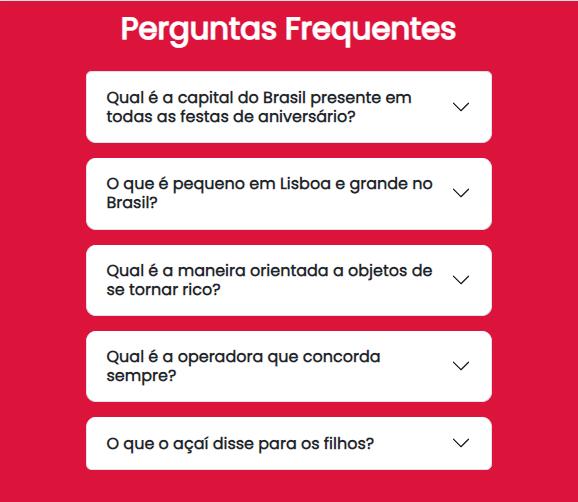 Perguntas Frequentes
Qual é a capital do Brasil presente em
todas as festas de aniversário?
O que é pequeno em Lisboa e grande no
Brasil?
Qual é a maneira orientada a objetos de
se tornar rico?
Qual é a operadora que concorda
sempre?
O que o açaí disse para os filhos?